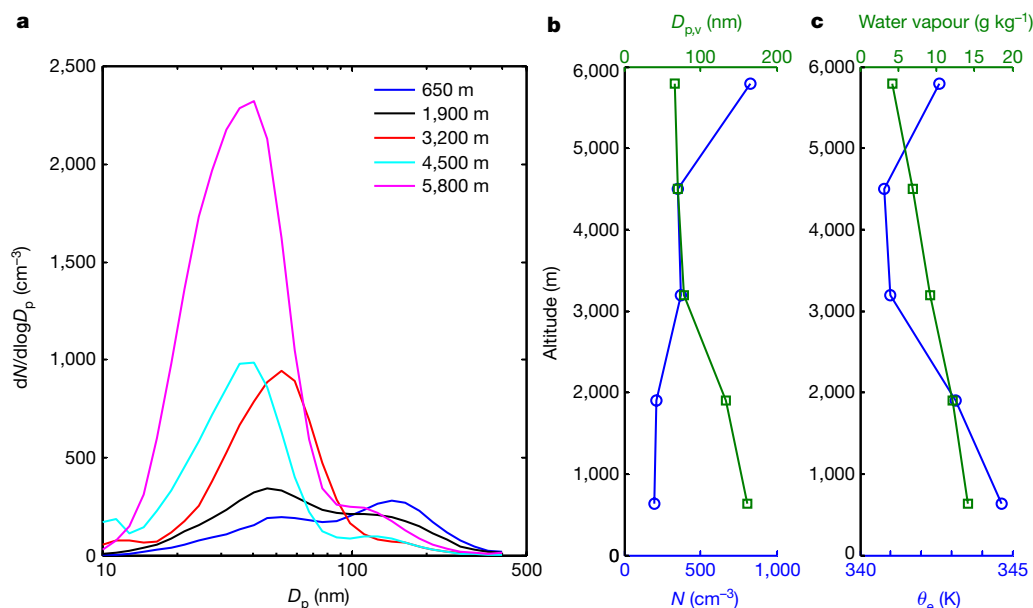 a
2,500
2,000
1,500
1,000
500
0
dN/dlogDp (cm⁻³)
10
100
500
Dp (nm)
650 m
1,900 m
3,200 m
4,500 m
5,800 m
b
Dp,v (nm)
0 100 200
6,000
5,000
4,000
3,000
2,000
1,000
0
Altitude (m)
0 500 1,000
N (cm⁻³)
c
Water vapour (g kg⁻¹)
0 5 10 15 20
6,000
5,000
4,000
3,000
2,000
1,000
0
340 345
θe (K)